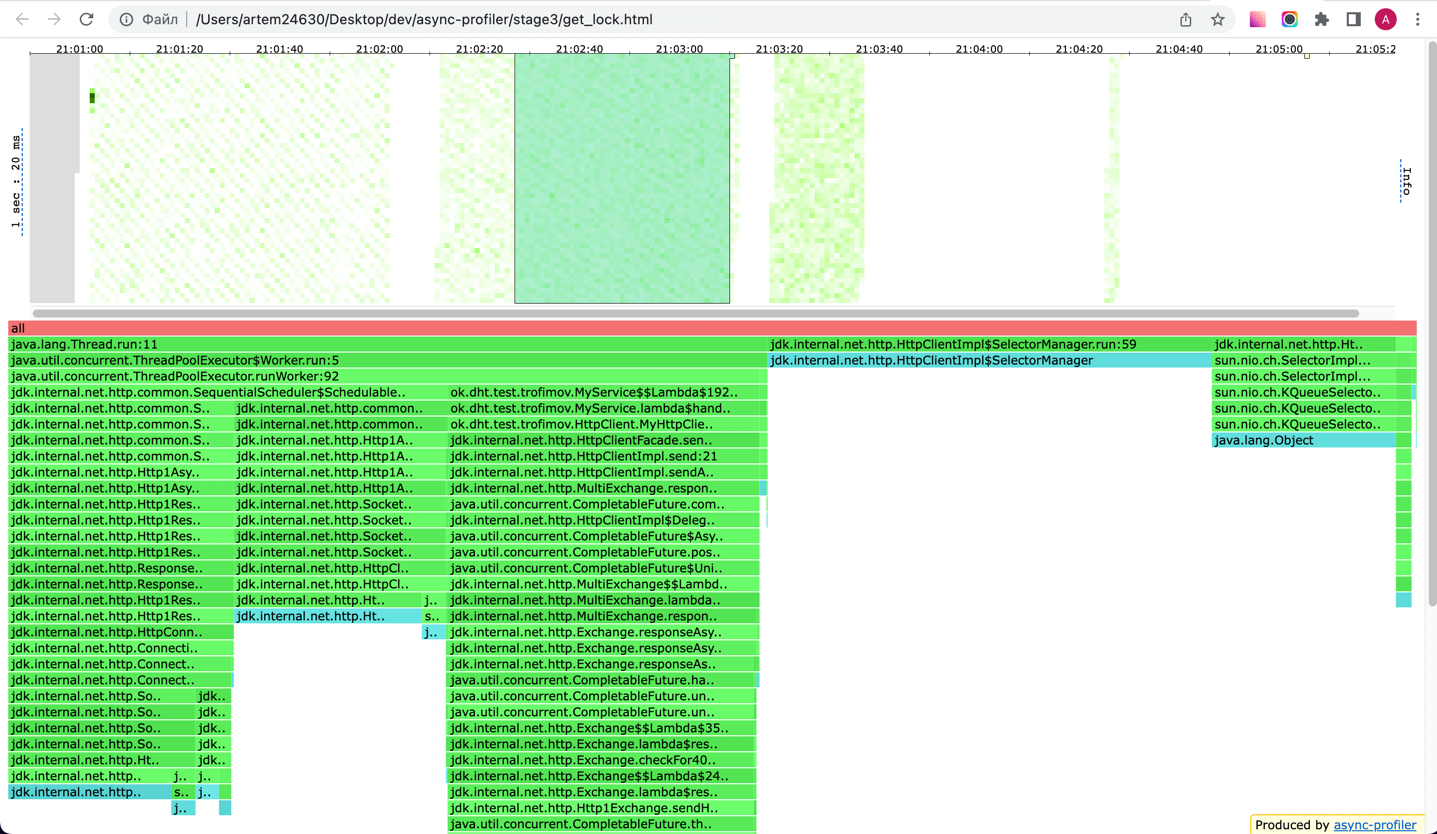 Файл /Users/artem24630/Desktop/dev/async-profiler/stage3/get_lock.html A
21:01:00 21:01:20 21:01:40 21:02:00 21:02:20 21:02:40 21:03:00 21:03:20 21:03:40 21:04:00 21:04:20 21:04:40 21:05:00 21:05:2
1 sec : 20 ms
Info
all
java.lang.Thread.run:11 jdk.internal.net.http.HttpClientImpl$SelectorManager.run:59 jdk.internal.net.http.Ht..
java.util.concurrent.ThreadPoolExecutor$Worker.run:5 jdk.internal.net.http.HttpClientImpl$SelectorManager sun.nio.ch.SelectorImpl...
java.util.concurrent.ThreadPoolExecutor.runWorker:92 sun.nio.ch.SelectorImpl...
jdk.internal.net.http.common.SequentialScheduler$Schedulable.. ok.dht.test.trofimov.MyService$$Lambda$192.. sun.nio.ch.KQueueSelecto..
jdk.internal.net.http.common.S.. jdk.internal.net.http.common.. ok.dht.test.trofimov.MyService.lambda$hand.. sun.nio.ch.KQueueSelecto..
jdk.internal.net.http.common.S.. jdk.internal.net.http.common.. ok.dht.test.trofimov.HttpClient.MyHttpClie.. sun.nio.ch.KQueueSelecto..
jdk.internal.net.http.common.S.. jdk.internal.net.http.Http1A.. jdk.internal.net.http.HttpClientFacade.sen.. java.lang.Object
jdk.internal.net.http.common.S.. jdk.internal.net.http.Http1A.. jdk.internal.net.http.HttpClientImpl.send:21
jdk.internal.net.http.Http1Asy.. jdk.internal.net.http.Http1A.. jdk.internal.net.http.HttpClientImpl.sendA..
jdk.internal.net.http.Http1Asy.. jdk.internal.net.http.Http1A.. jdk.internal.net.http.MultiExchange.respon..
jdk.internal.net.http.Http1Res.. jdk.internal.net.http.Socket.. java.util.concurrent.CompletableFuture.com..
jdk.internal.net.http.Http1Res.. jdk.internal.net.http.Socket.. jdk.internal.net.http.HttpClientImpl$Deleg..
jdk.internal.net.http.Http1Res.. jdk.internal.net.http.Socket.. java.util.concurrent.CompletableFuture$Asy..
jdk.internal.net.http.Http1Res.. jdk.internal.net.http.Socket.. java.util.concurrent.CompletableFuture.pos..
jdk.internal.net.http.Response.. jdk.internal.net.http.HttpCl.. java.util.concurrent.CompletableFuture$Uni..
jdk.internal.net.http.Response.. jdk.internal.net.http.HttpCl.. jdk.internal.net.http.MultiExchange$$Lambd..
jdk.internal.net.http.Http1Res.. jdk.internal.net.http.Ht.. j.. jdk.internal.net.http.MultiExchange.lambda..
jdk.internal.net.http.Http1Res.. jdk.internal.net.http.Ht.. s.. jdk.internal.net.http.MultiExchange.respon..
jdk.internal.net.http.HttpConn.. j.. jdk.internal.net.http.Exchange.responseAsy..
jdk.internal.net.http.Connecti.. jdk.internal.net.http.Exchange.responseAsy..
jdk.internal.net.http.Connect.. jdk.internal.net.http.Exchange.responseAs..
jdk.internal.net.http.Connect.. java.util.concurrent.CompletableFuture.ha..
jdk.internal.net.http.So.. jdk.. java.util.concurrent.CompletableFuture.un..
jdk.internal.net.http.So.. jdk.. java.util.concurrent.CompletableFuture.un..
jdk.internal.net.http.So.. jdk.. jdk.internal.net.http.Exchange$$Lambda$35..
jdk.internal.net.http.So.. jdk.. jdk.internal.net.http.Exchange.lambda$res..
jdk.internal.net.http.Ht.. jdk.. jdk.internal.net.http.Exchange.checkFor40..
jdk.internal.net.http.. j.. j.. jdk.internal.net.http.Exchange$$Lambda$24..
jdk.internal.net.http.. s.. j.. jdk.internal.net.http.Exchange.lambda$res..
j.. jdk.internal.net.http.Http1Exchange.sendH..
java.util.concurrent.CompletableFuture.th..
Produced by async-profiler